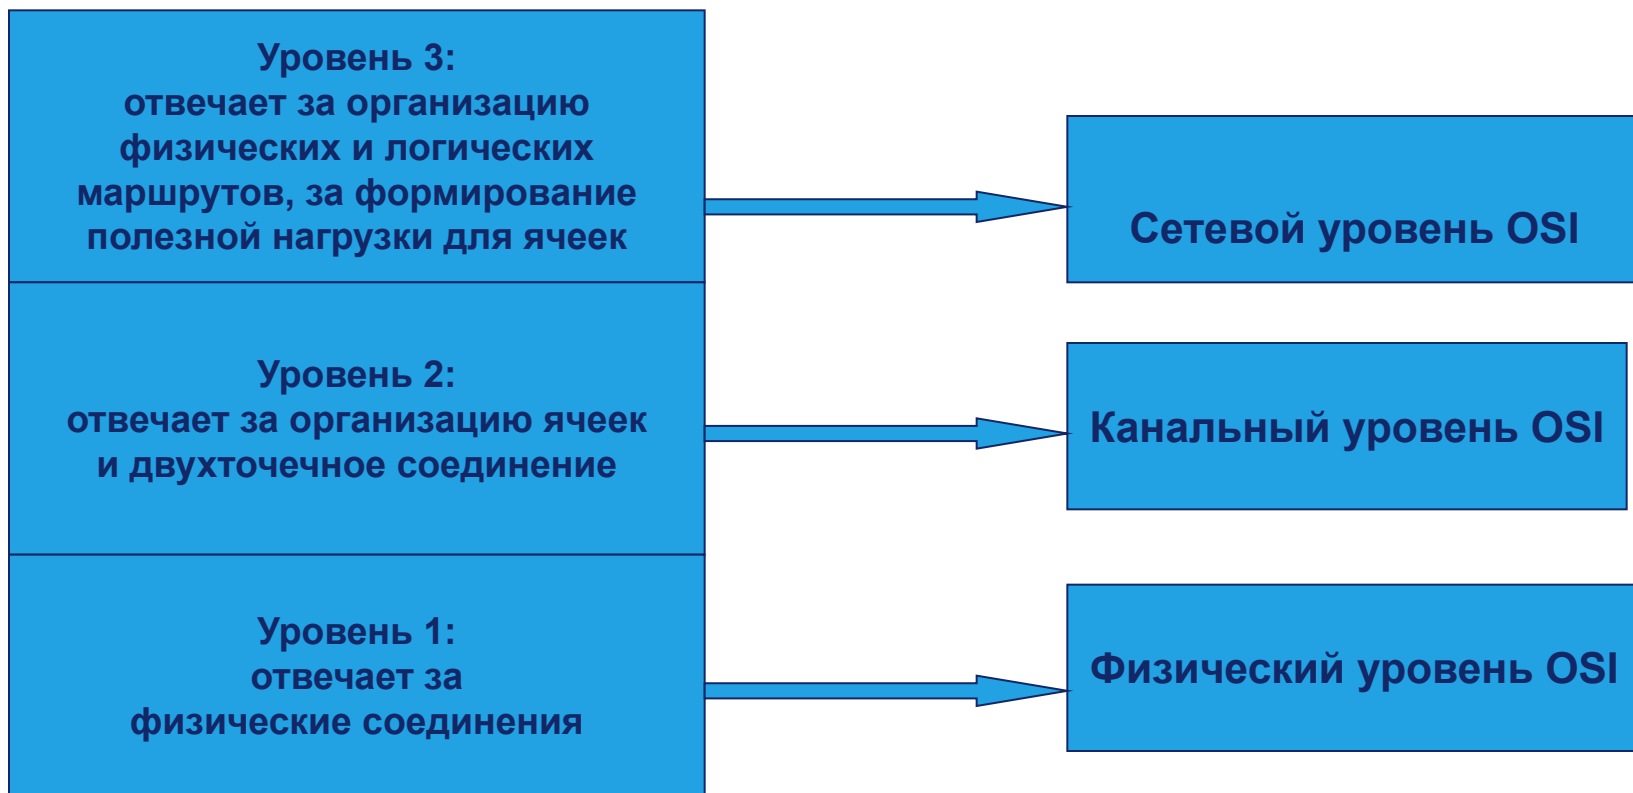 Уровень 3:
отвечает за организацию
физических и логических
маршрутов, за формирование
полезной нагрузки для ячеек
Сетевой уровень OSI
Уровень 2:
отвечает за организацию ячеек
и двухточечное соединение
Канальный уровень OSI
Уровень 1:
отвечает за
физические соединения
Физический уровень OSI